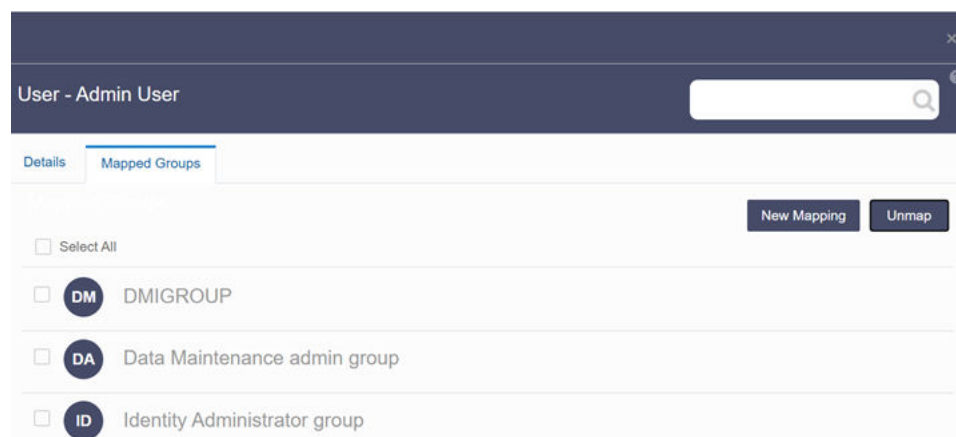 User - Admin User
Details Mapped Groups
New Mapping Unmap
Select All
DM DMIGROUP
DA Data Maintenance admin group
ID Identity Administrator group